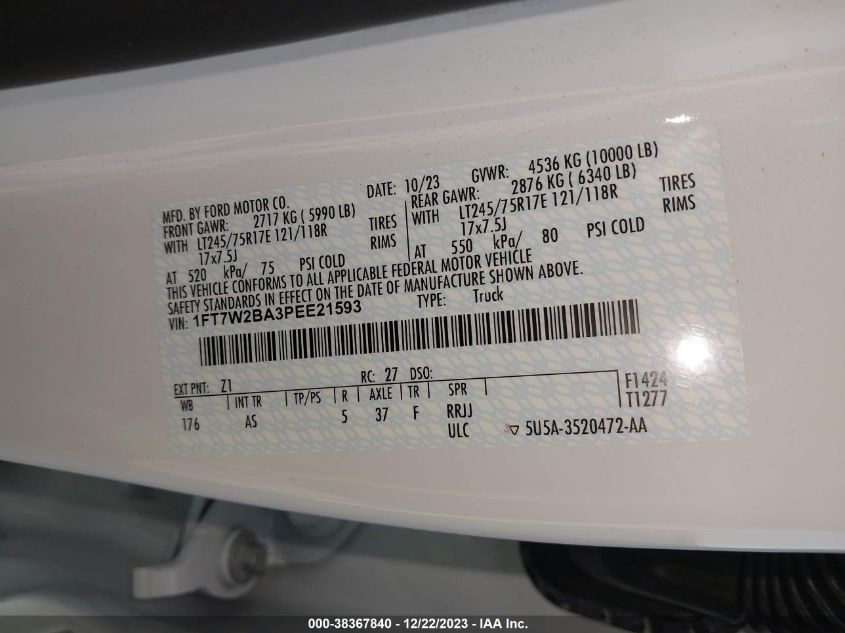 MFD. BY FORD MOTOR CO.
DATE: 10/23 GVWR: 4536 KG (10000 LB)
FRONT GAWR: 2717 KG ( 5990 LB)
WITH LT245/75R17E 121/118R TIRES
17x7.5J RIMS
AT 520 kPa/ 75 PSI COLD
REAR GAWR: 2876 KG ( 6340 LB)
WITH LT245/75R17E 121/118R TIRES
17x7.5J RIMS
AT 550 kPa/ 80 PSI COLD
THIS VEHICLE CONFORMS TO ALL APPLICABLE FEDERAL MOTOR VEHICLE
SAFETY STANDARDS IN EFFECT ON THE DATE OF MANUFACTURE SHOWN ABOVE.
VIN: 1FT7W2BA3PEE21593 TYPE: Truck
EXT PNT: Z1 RC: 27 DSO:
WB INT TR TP/PS R AXLE TR SPR F1424
176 AS 5 37 F RRJJ T1277
ULC ▽ 5U5A-3520472-AA
000-38367840 - 12/22/2023 - IAA Inc.